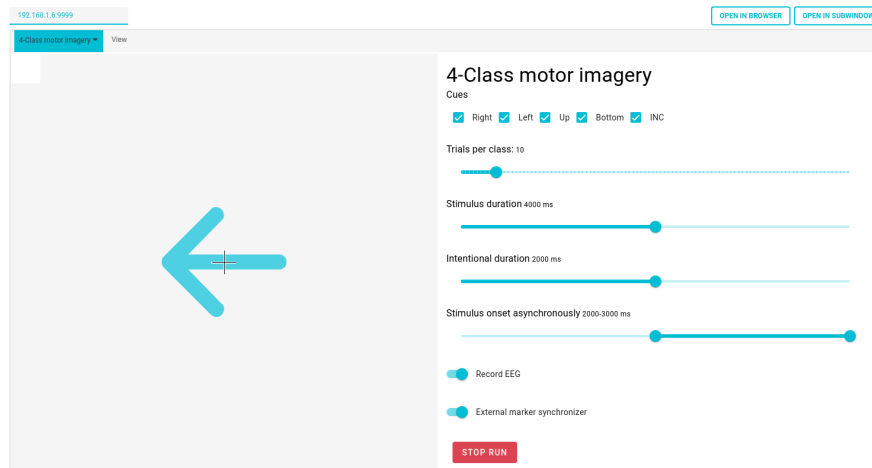 192.168.1.6:9999
OPEN IN BROWSER
OPEN IN SUBWINDOW
4-Class motor imagery
View
4-Class motor imagery
Cues
Right Left Up Bottom INC
Trials per class: 10
Stimulus duration 4000 ms
Intentional duration 2000 ms
Stimulus onset asynchronously 2000-3000 ms
Record EEG
External marker synchronizer
STOP RUN